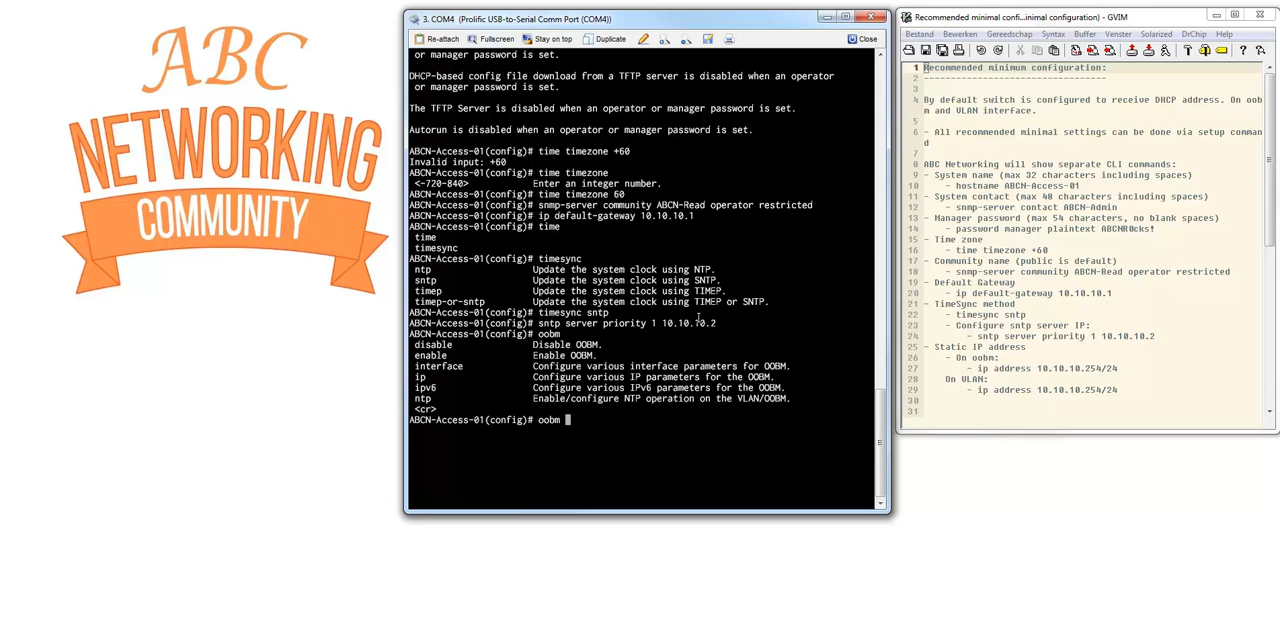 ABC
NETWORKING
COMMUNITY
3. COM4 (Prolific USB-to-Serial Comm Port (COM4))
Re-attach Fullscreen Stay on top Duplicate Close
or manager password is set.
DHCP-based config file download from a TFTP server is disabled when an operator
or manager password is set.
The TFTP Server is disabled when an operator or manager password is set.
Autorun is disabled when an operator or manager password is set.
ABCN-Access-01(config)# time timezone +60
Invalid input: +60
ABCN-Access-01(config)# time timezone
<-720-840> Enter an integer number.
ABCN-Access-01(config)# time timezone 60
ABCN-Access-01(config)# snmp-server community ABCN-Read operator restricted
ABCN-Access-01(config)# ip default-gateway 10.10.10.1
ABCN-Access-01(config)# time
time
timesync
ABCN-Access-01(config)# timesync
ntp Update the system clock using NTP.
sntp Update the system clock using SNTP.
timep Update the system clock using TIMEP.
timep-or-sntp Update the system clock using TIMEP or SNTP.
ABCN-Access-01(config)# timesync sntp
ABCN-Access-01(config)# sntp server priority 1 10.10.10.2
ABCN-Access-01(config)# oobm
disable Disable OOBM.
enable Enable OOBM.
interface Configure various interface parameters for OOBM.
ip Configure various IP parameters for the OOBM.
ipv6 Configure various IPv6 parameters for the OOBM.
ntp Enable/configure NTP operation on the VLAN/OOBM.
<cr>
ABCN-Access-01(config)# oobm
Recommended minimal confi...inimal configuration) - GVIM
Bestand Bewerken Gereedschap Syntax Buffer Venster Solarized DrChip Help
1 Recommended minimum configuration:
2 ----------------------------------
4 By default switch is configured to receive DHCP address. On oob
m and VLAN interface.
5
6 - All recommended minimal settings can be done via setup comman
d
7
8 ABC Networking will show separate CLI commands:
9 - System name (max 32 characters including spaces)
10 - hostname ABCN-Access-01
11 - System contact (max 48 characters including spaces)
12 - snmp-server contact ABCN-Admin
13 - Manager password (max 54 characters, no blank spaces)
14 - password manager plaintext ABCNR0cks!
15 - Time zone
16 - time timezone +60
17 - Community name (public is default)
18 - snmp-server community ABCN-Read operator restricted
19 - Default Gateway
20 - ip default-gateway 10.10.10.1
21 - TimeSync method
22 - timesync sntp
23 - Configure sntp server IP:
24 - sntp server priority 1 10.10.10.2
25 - Static IP address
26 - On oobm:
27 - ip address 10.10.10.254/24
28 On VLAN:
29 - ip address 10.10.10.254/24
30
31